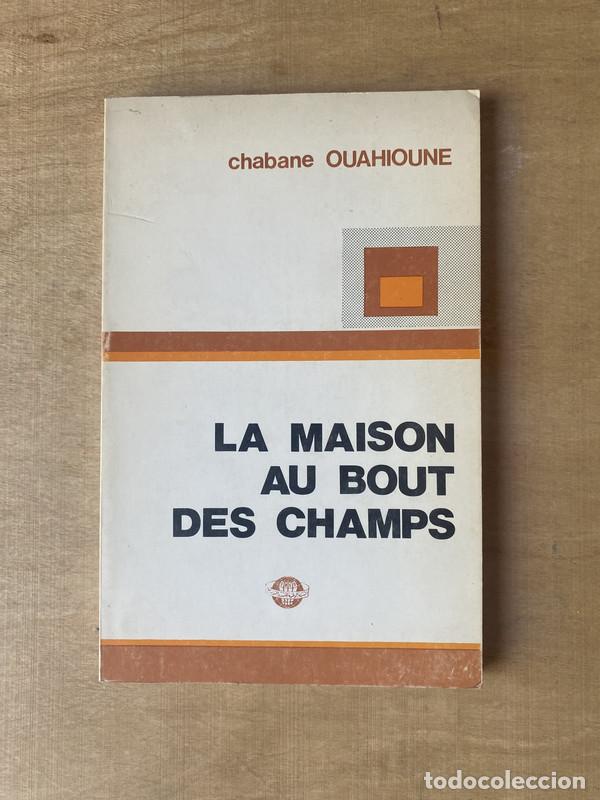 chabane OUAHIOUNE
LA MAISON
AU BOUT
DES CHAMPS
todocoleccion